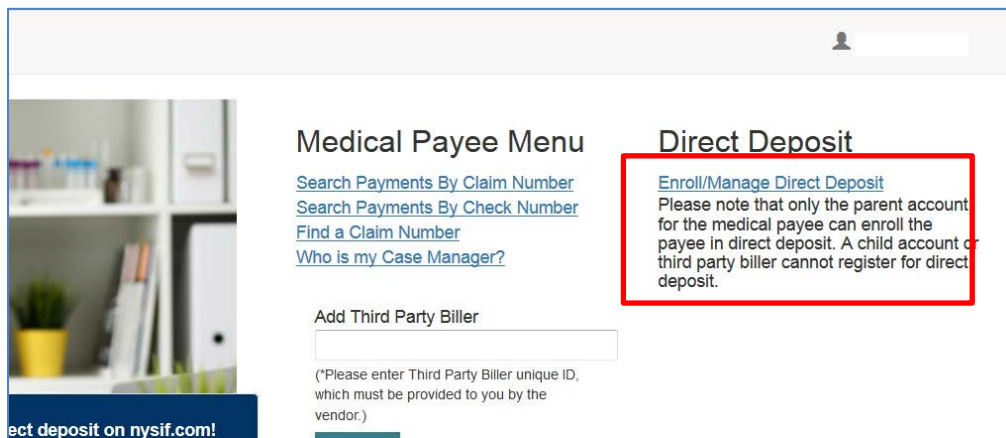 Medical Payee Menu
Search Payments By Claim Number
Search Payments By Check Number
Find a Claim Number
Who is my Case Manager?
Add Third Party Biller
(*Please enter Third Party Biller unique ID,
which must be provided to you by the
vendor.)
Direct Deposit
Enroll/Manage Direct Deposit
Please note that only the parent account
for the medical payee can enroll the
payee in direct deposit. A child account or
third party biller cannot register for direct
deposit.
deposit on nysif.com!